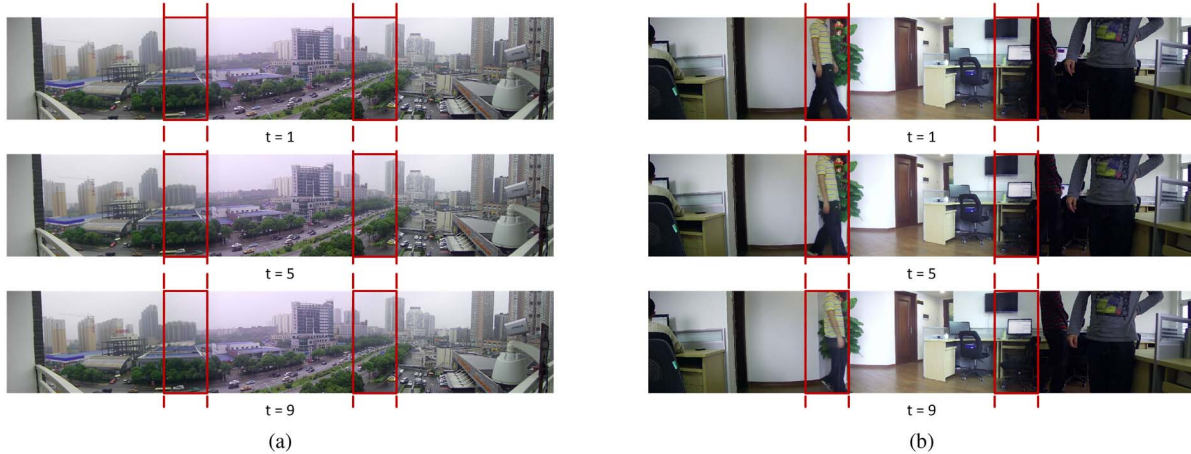 t = 1
t = 5
t = 9
(a)
t = 1
t = 5
t = 9
(b)